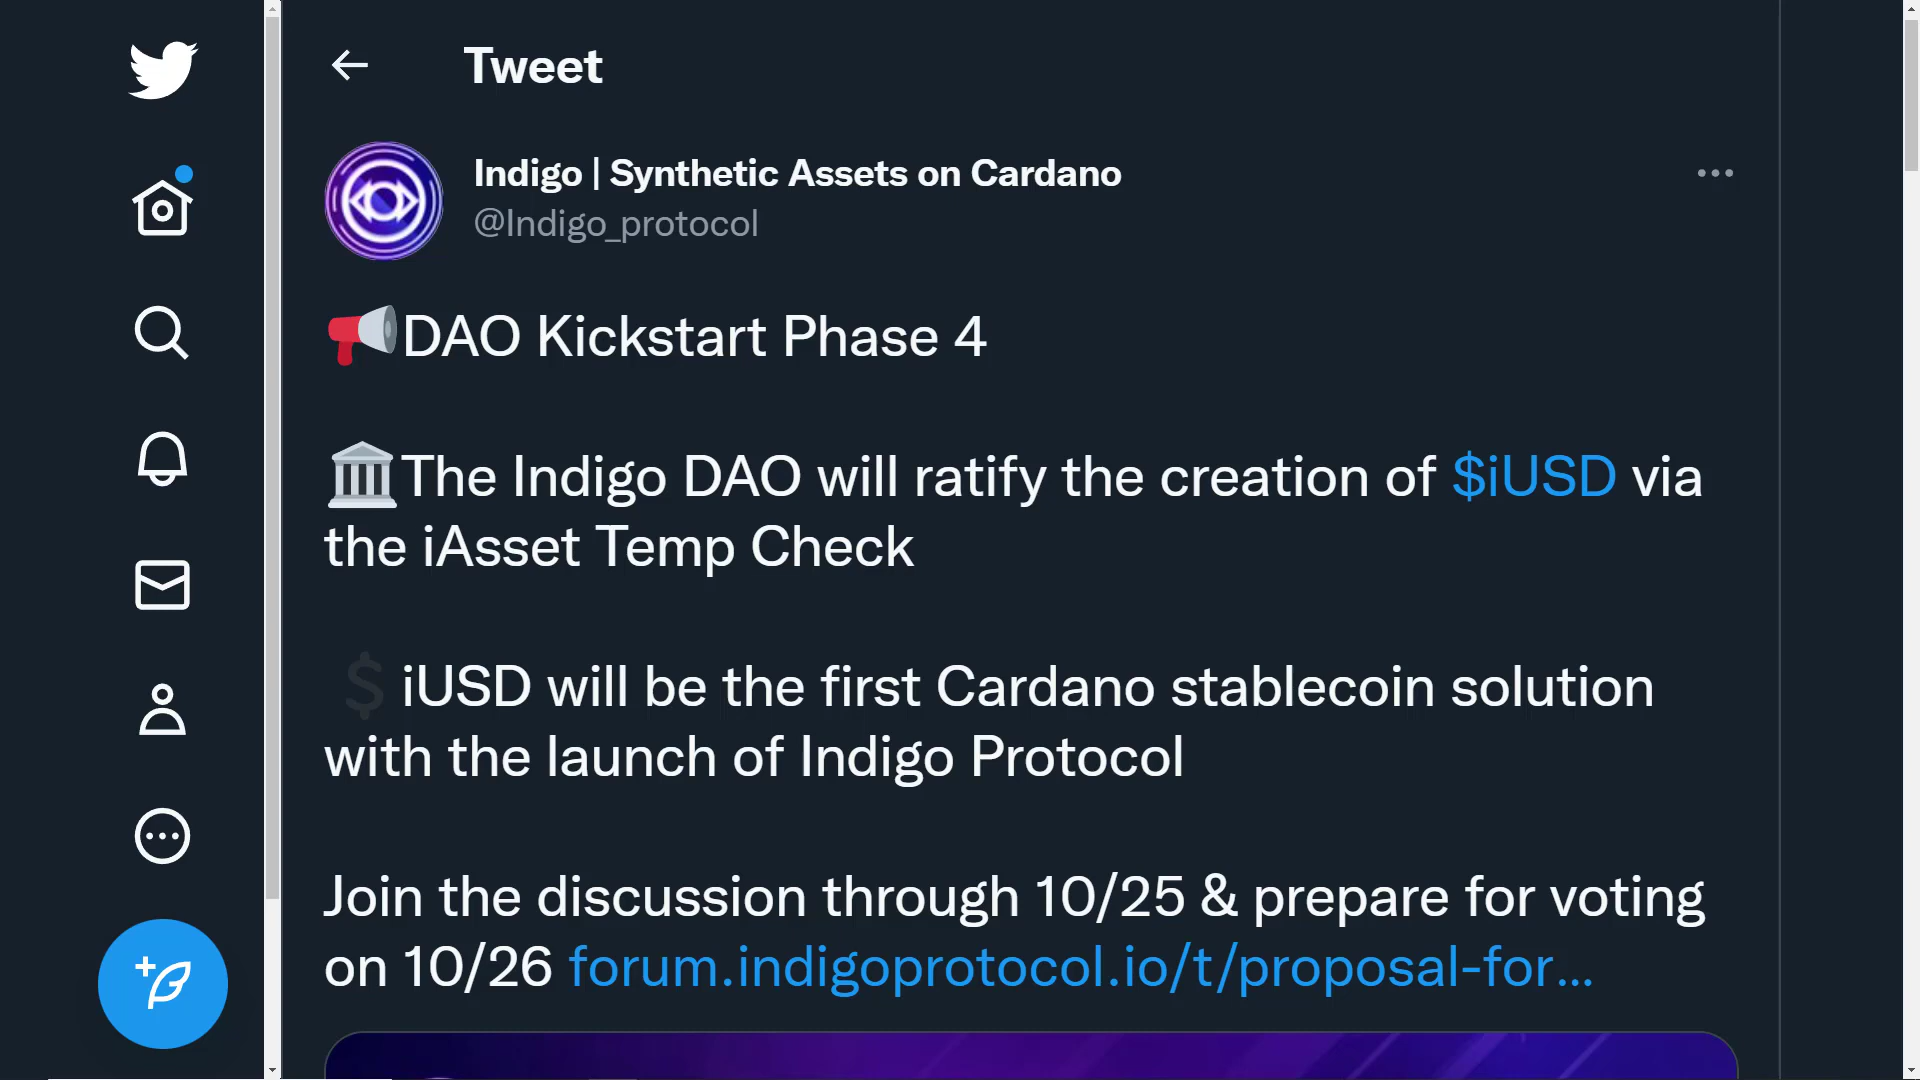 Tweet
Indigo | Synthetic Assets on Cardano
@Indigo_protocol
📢DAO Kickstart Phase 4
🏛️The Indigo DAO will ratify the creation of $iUSD via
the iAsset Temp Check
💲iUSD will be the first Cardano stablecoin solution
with the launch of Indigo Protocol
Join the discussion through 10/25 & prepare for voting
on 10/26 forum.indigoprotocol.io/t/proposal-for…